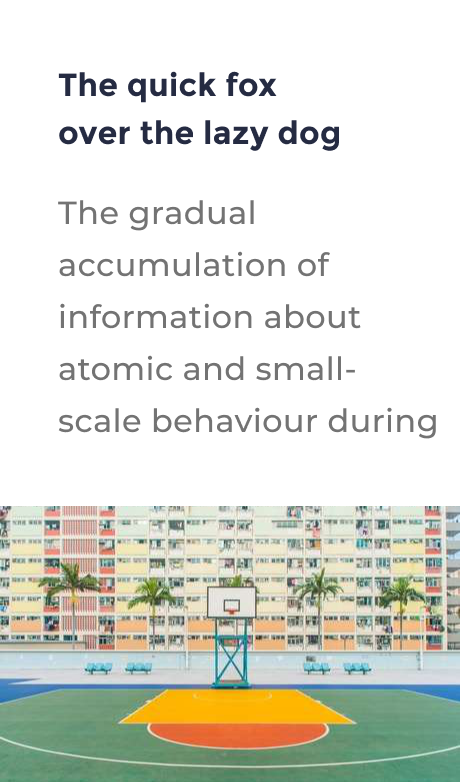 The quick fox
over the lazy dog
The gradual
accumulation of
information about
atomic and small-
scale behaviour during